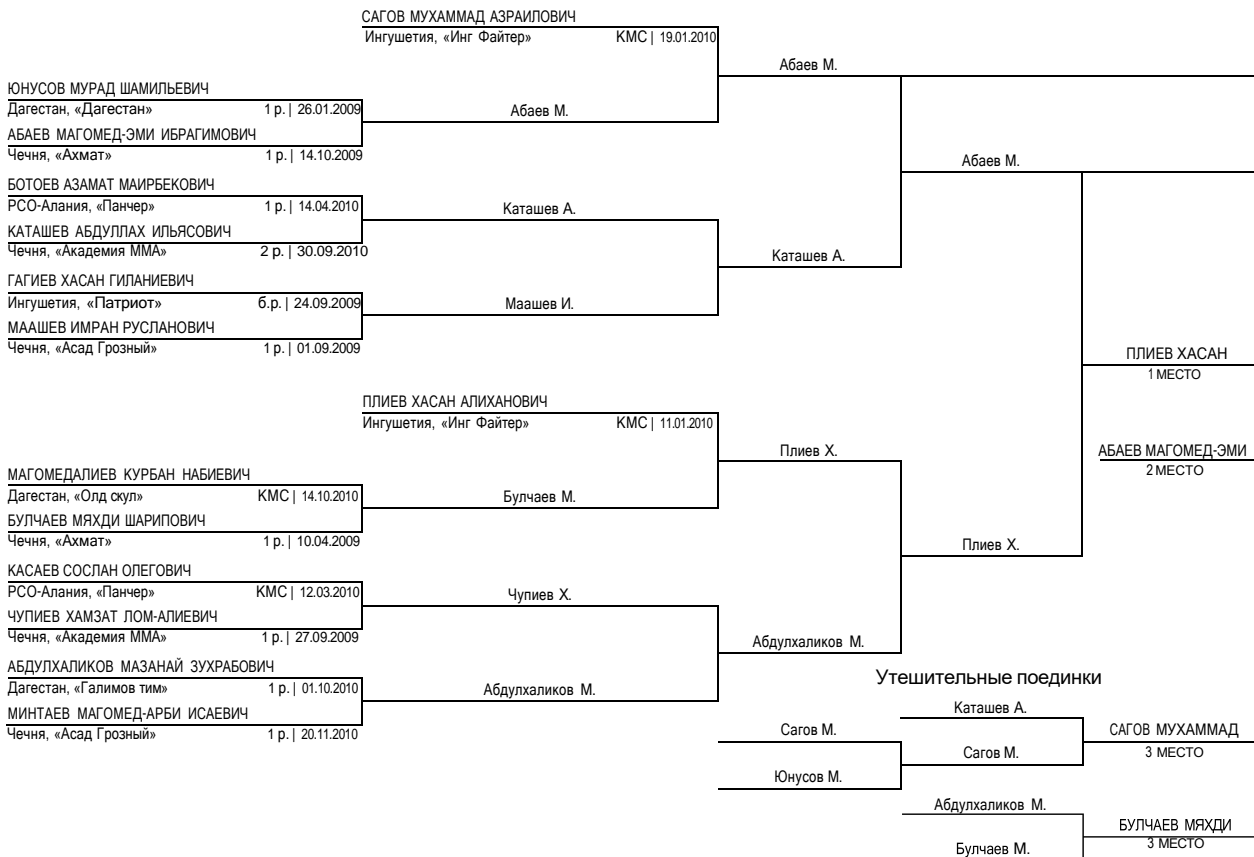 САГОВ МУХАММАД АЗРАИЛОВИЧ
Ингушетия, «Инг Файтер» КМС | 19.01.2010
Абаев М.
ЮНУСОВ МУРАД ШАМИЛЬЕВИЧ
Дагестан, «Дагестан» 1 р. | 26.01.2009
Абаев М.
АБАЕВ МАГОМЕД-ЭМИ ИБРАГИМОВИЧ
Чечня, «Ахмат» 1 р. | 14.10.2009
Абаев М.
БОТОЕВ АЗАМАТ МАИРБЕКОВИЧ
РСО-Алания, «Панчер» 1 р. | 14.04.2010
Каташев А.
КАТАШЕВ АБДУЛЛАХ ИЛЬЯСОВИЧ
Чечня, «Академия ММА» 2 р. | 30.09.2010
Каташев А.
ГАГИЕВ ХАСАН ГИЛАНИЕВИЧ
Ингушетия, «Патриот» б.р. | 24.09.2009
Маашев И.
МААШЕВ ИМРАН РУСЛАНОВИЧ
Чечня, «Асад Грозный» 1 р. | 01.09.2009
ПЛИЕВ ХАСАН
1 МЕСТО
ПЛИЕВ ХАСАН АЛИХАНОВИЧ
Ингушетия, «Инг Файтер» КМС | 11.01.2010
Плиев Х.
АБАЕВ МАГОМЕД-ЭМИ
2 МЕСТО
МАГОМЕДАЛИЕВ КУРБАН НАБИЕВИЧ
Дагестан, «Олд скул» КМС | 14.10.2010
Булчаев М.
БУЛЧАЕВ МЯХДИ ШАРИПОВИЧ
Чечня, «Ахмат» 1 р. | 10.04.2009
Плиев Х.
КАСАЕВ СОСЛАН ОЛЕГОВИЧ
РСО-Алания, «Панчер» КМС | 12.03.2010
Чупиев Х.
ЧУПИЕВ ХАМЗАТ ЛОМ-АЛИЕВИЧ
Чечня, «Академия ММА» 1 р. | 27.09.2009
Абдулхаликов М.
АБДУЛХАЛИКОВ МАЗАНАЙ ЗУХРАБОВИЧ
Дагестан, «Галимов тим» 1 р. | 01.10.2010
Абдулхаликов М.
МИНТАЕВ МАГОМЕД-АРБИ ИСАЕВИЧ
Чечня, «Асад Грозный» 1 р. | 20.11.2010
Утешительные поединки
Каташев А.
Сагов М.
САГОВ МУХАММАД
3 МЕСТО
Сагов М.
Юнусов М.
Абдулхаликов М.
БУЛЧАЕВ МЯХДИ
3 МЕСТО
Булчаев М.